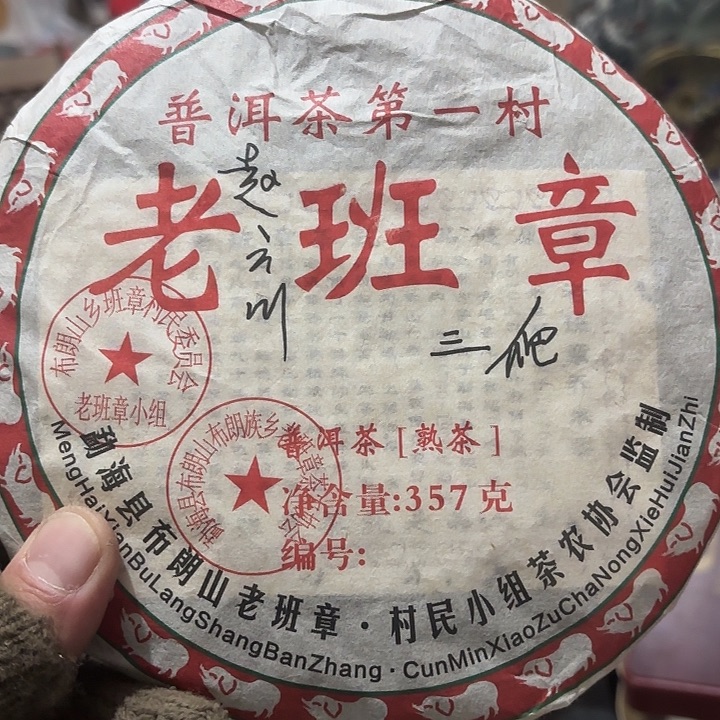 普洱茶第一村
老班章
赵云川
三爬
布朗山乡班章村民委员会
老班章小组
普洱茶［熟茶］
净含量:357克
编号:
勐海县布朗山老班章·村民小组茶农协会监制
MengHaiXianBuLangShangBanZhang·CunMinXiaoZuChaNongXieHuiJianZhi